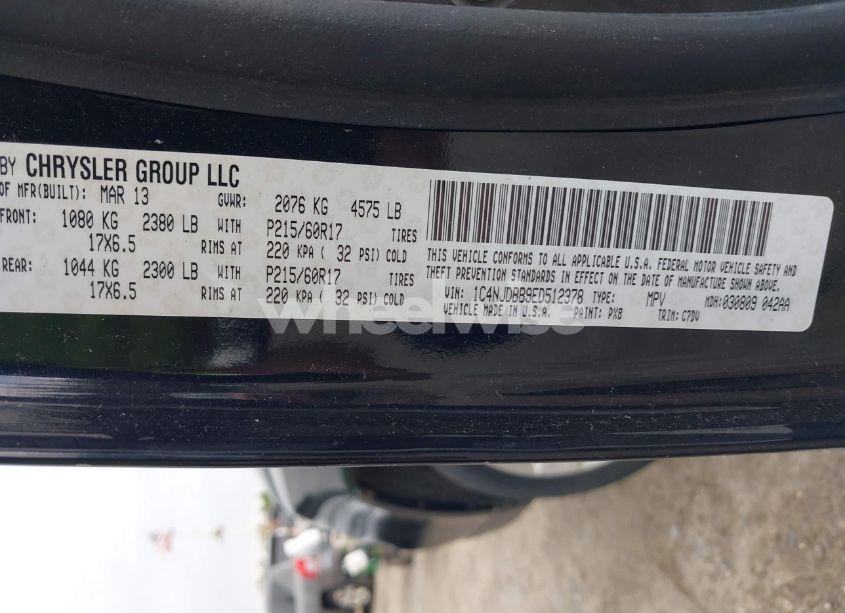 BY CHRYSLER GROUP LLC
OF MFR(BUILT): MAR 13 GVWR: 2076 KG 4575 LB
FRONT: 1080 KG 2380 LB WITH P215/60R17 TIRES
17X6.5 RIMS AT 220 KPA ( 32 PSI) COLD
REAR: 1044 KG 2300 LB WITH P215/60R17 TIRES
17X6.5 RIMS AT 220 KPA ( 32 PSI) COLD
THIS VEHICLE CONFORMS TO ALL APPLICABLE U.S.A. FEDERAL MOTOR VEHICLE SAFETY AND
THEFT PREVENTION STANDARDS IN EFFECT ON THE DATE OF MANUFACTURE SHOWN ABOVE.
VIN: 1C4NJDBB9ED512378 TYPE: MPV MDH:030809 042AA
VEHICLE MADE IN U.S.A. PAINT: PXB TRIM: C7DV
wheelwise